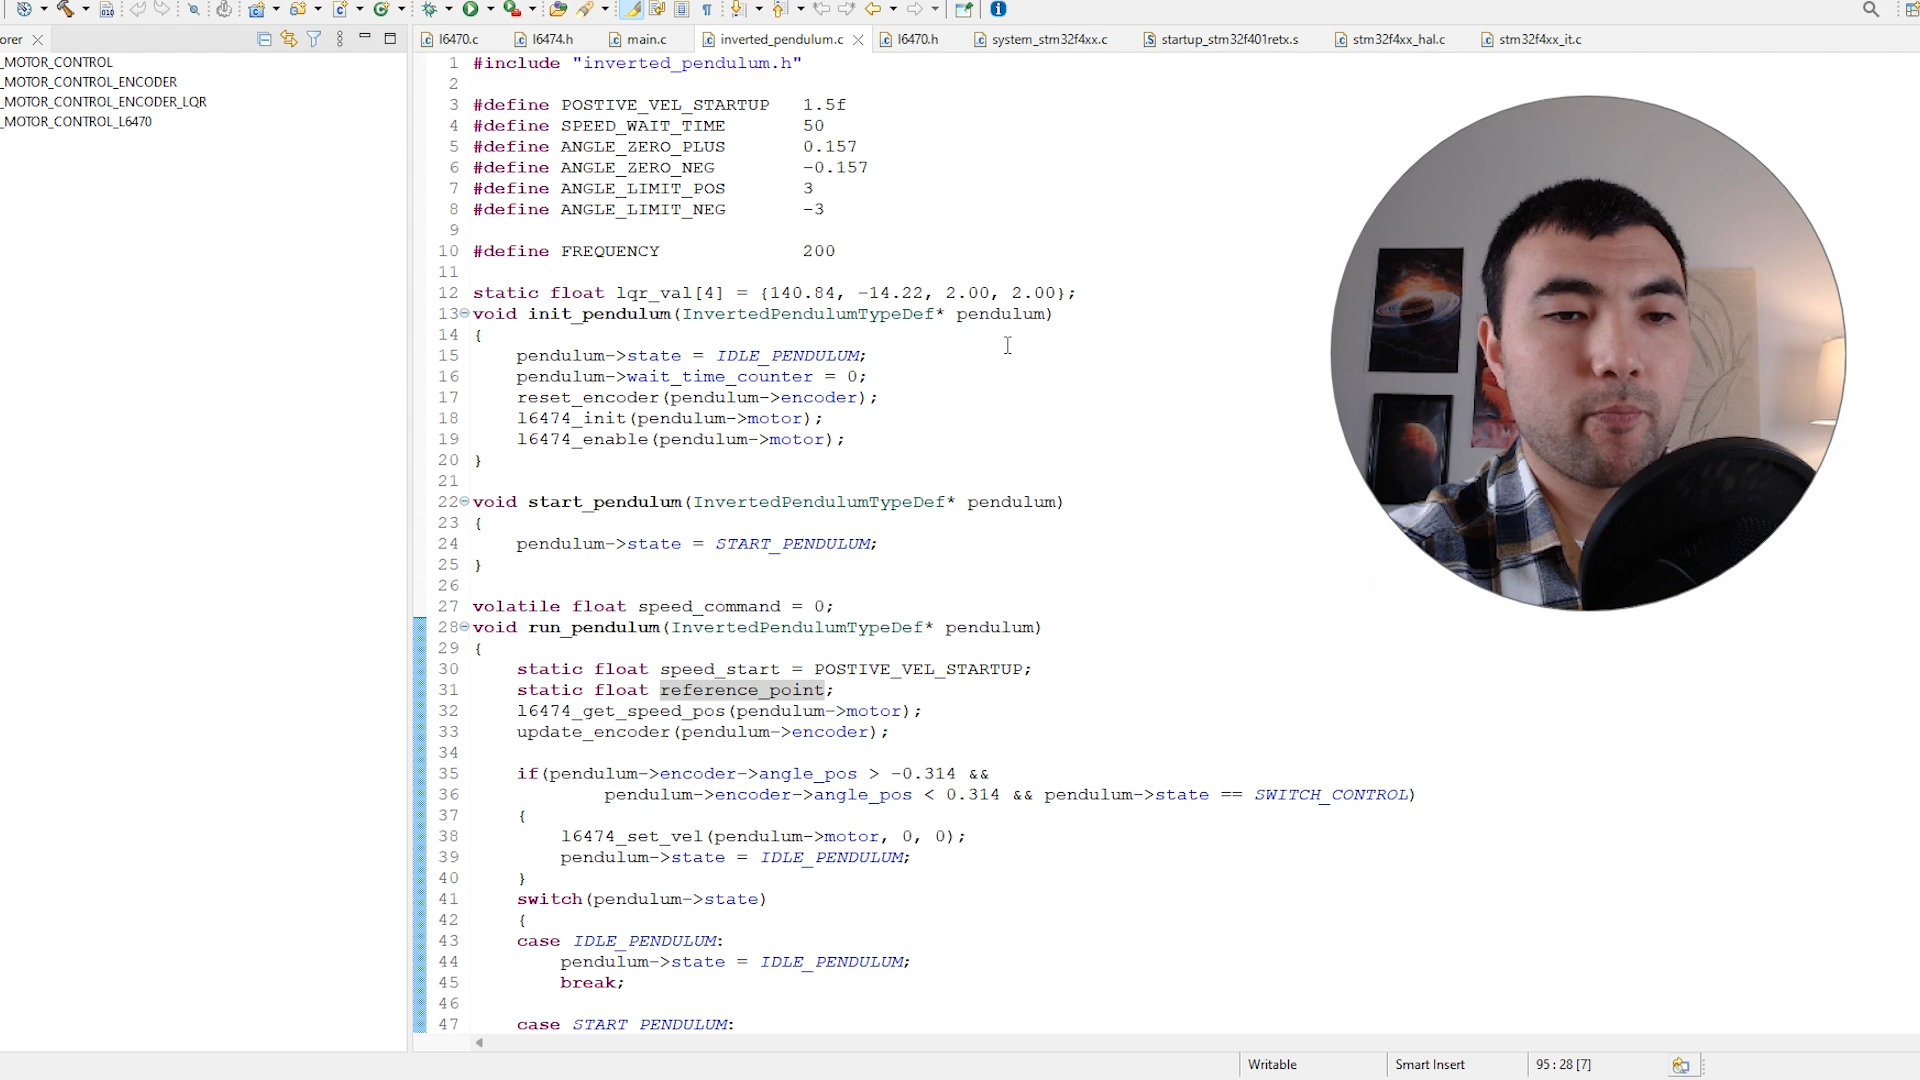 orer
_MOTOR_CONTROL
_MOTOR_CONTROL_ENCODER
_MOTOR_CONTROL_ENCODER_LQR
_MOTOR_CONTROL_L6470
l6470.c l6474.h main.c inverted_pendulum.c l6470.h system_stm32f4xx.c startup_stm32f401retx.s stm32f4xx_hal.c stm32f4xx_it.c
1 #include "inverted_pendulum.h"
2
3 #define POSTIVE_VEL_STARTUP 1.5f
4 #define SPEED_WAIT_TIME 50
5 #define ANGLE_ZERO_PLUS 0.157
6 #define ANGLE_ZERO_NEG -0.157
7 #define ANGLE_LIMIT_POS 3
8 #define ANGLE_LIMIT_NEG -3
9
10 #define FREQUENCY 200
11
12 static float lqr_val[4] = {140.84, -14.22, 2.00, 2.00};
13 void init_pendulum(InvertedPendulumTypeDef* pendulum)
14 {
15 pendulum->state = IDLE_PENDULUM;
16 pendulum->wait_time_counter = 0;
17 reset_encoder(pendulum->encoder);
18 l6474_init(pendulum->motor);
19 l6474_enable(pendulum->motor);
20 }
21
22 void start_pendulum(InvertedPendulumTypeDef* pendulum)
23 {
24 pendulum->state = START_PENDULUM;
25 }
26
27 volatile float speed_command = 0;
28 void run_pendulum(InvertedPendulumTypeDef* pendulum)
29 {
30 static float speed_start = POSTIVE_VEL_STARTUP;
31 static float reference_point;
32 l6474_get_speed_pos(pendulum->motor);
33 update_encoder(pendulum->encoder);
34
35 if(pendulum->encoder->angle_pos > -0.314 &&
36 pendulum->encoder->angle_pos < 0.314 && pendulum->state == SWITCH_CONTROL)
37 {
38 l6474_set_vel(pendulum->motor, 0, 0);
39 pendulum->state = IDLE_PENDULUM;
40 }
41 switch(pendulum->state)
42 {
43 case IDLE_PENDULUM:
44 pendulum->state = IDLE_PENDULUM;
45 break;
46
47 case START_PENDULUM:
Writable Smart Insert 95 : 28 [7]